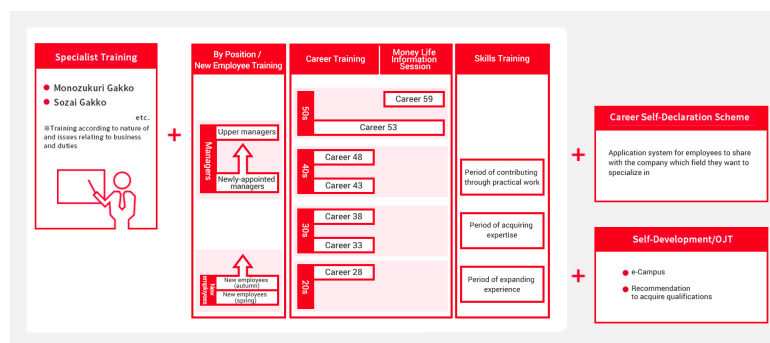 Specialist Training
Monozukuri Gakko
Sozai Gakko
etc.
※Training according to nature of
and issues relating to business
and duties
+
By Position /
New Employee Training
Managers
Upper managers
Newly-appointed
managers
New
employees
New employees
(autumn)
New employees
(spring)
Career Training
Money Life
Information
Session
50s
Career 59
Career 53
40s
Career 48
Career 43
30s
Career 38
Career 33
20s
Career 28
Skills Training
Period of contributing
through practical work
Period of acquiring
expertise
Period of expanding
experience
+
Career Self-Declaration Scheme
Application system for employees to share
with the company which field they want to
specialize in
+
Self-Development/OJT
e-Campus
Recommendation
to acquire qualifications